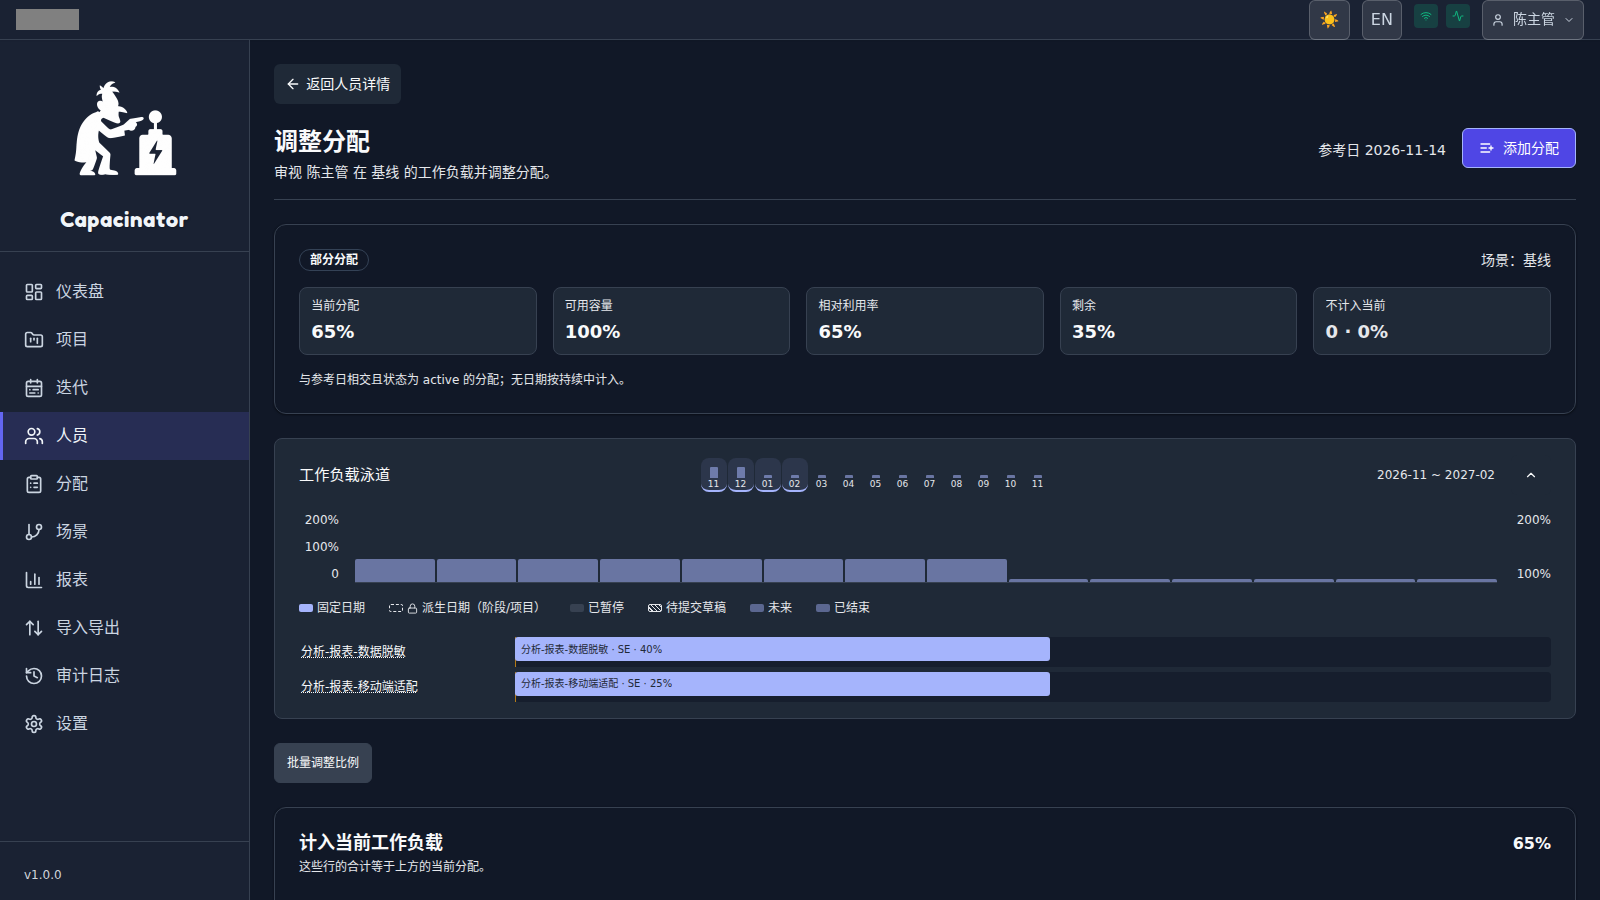 EN
陈主管
Capacinator
仪表盘
项目
迭代
人员
分配
场景
报表
导入导出
审计日志
设置
v1.0.0
返回人员详情
调整分配
审视 陈主管 在 基线 的工作负载并调整分配。
参考日 2026-11-14
添加分配
部分分配
场景：基线
当前分配
65%
可用容量
100%
相对利用率
65%
剩余
35%
不计入当前
0 · 0%
与参考日相交且状态为 active 的分配；无日期按持续中计入。
工作负载泳道
11 12 01 02 03 04 05 06 07 08 09 10 11
2026-11 ~ 2027-02
200%
100%
0
200%
100%
固定日期
派生日期（阶段/项目）
已暂停
待提交草稿
未来
已结束
分析-报表-数据脱敏
分析-报表-数据脱敏 · SE · 40%
分析-报表-移动端适配
分析-报表-移动端适配 · SE · 25%
批量调整比例
计入当前工作负载
65%
这些行的合计等于上方的当前分配。